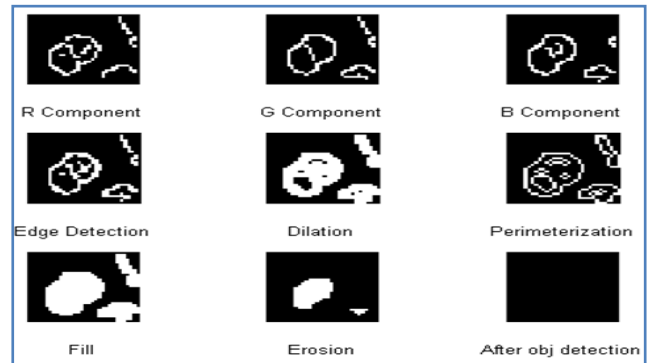 R Component
G Component
B Component
Edge Detection
Dilation
Perimeterization
Fill
Erosion
After obj detection